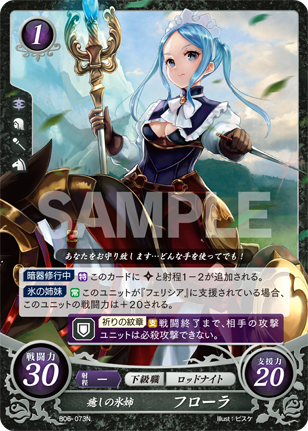 1
SAMPLE
あなたをお守り致します…どんな手を使ってでも!
暗器修行中 特 このカードに と射程1-2が追加される。
氷の姉妹 常 このユニットが『フェリシア』に支援されている場合、
このユニットの戦闘力は+20される。
祈りの紋章 支 戦闘終了まで、相手の攻撃
ユニットは必殺攻撃できない。
戦闘力 30
射程 ー 下級職 ロッドナイト
支援力 20
癒しの氷姉 フローラ
B06-073N
Illust:ビスケ